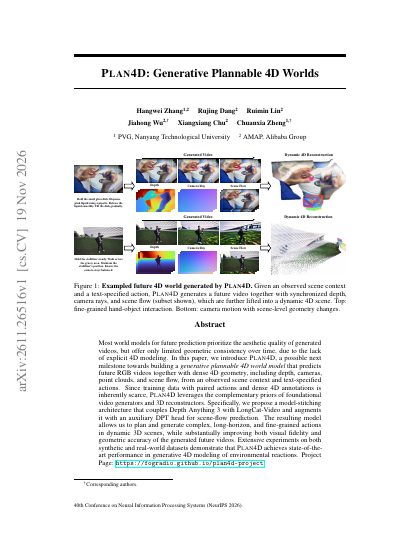 PLAN4D: Generative Plannable 4D Worlds
Hangwei Zhang1,2 Rujing Dang2 Ruimin Lin2
Jiahong Wu2,† Xiangxiang Chu2 Chuanxia Zheng1,†
1 PVG, Nanyang Technological University 2 AMAP, Alibaba Group
arXiv:2611.26516v1 [cs.CV] 19 Nov 2026
Generated Video
Dynamic 4D Reconstruction
Depth
Camera Ray
Scene Flow
Generated Video
Dynamic 4D Reconstruction
Depth
Camera Ray
Scene Flow
Figure 1: Exampled future 4D world generated by PLAN4D. Given an observed scene context
and a text-specified action, PLAN4D generates a future video together with synchronized depth,
camera rays, and scene flow (subset shown), which are further lifted into a dynamic 4D scene. Top:
fine-grained hand-object interaction. Bottom: camera motion with scene-level geometry changes.
Abstract
Most world models for future prediction prioritize the aesthetic quality of generated
videos, but offer only limited geometric consistency over time, due to the lack
of explicit 4D modeling. In this paper, we introduce PLAN4D, a possible next
milestone towards building a generative plannable 4D world model that predicts
future RGB videos together with dense 4D geometry, including depth, cameras,
point clouds, and scene flow, from an observed scene context and text-specified
actions. Since training data with paired actions and dense 4D annotations is
inherently scarce, PLAN4D leverages the complementary priors of foundational
video generators and 3D reconstructors. Specifically, we propose a model-stitching
architecture that couples Depth Anything 3 with LongCat-Video and augments
it with an auxiliary DPT head for scene-flow prediction. The resulting model
allows us to plan and generate complex, long-horizon, and fine-grained actions
in dynamic 3D scenes, while substantially improving both visual fidelity and
geometric accuracy of the generated future videos. Extensive experiments on both
synthetic and real-world datasets demonstrate that PLAN4D achieves state-of-the-
art performance in generative 4D modeling of environmental reactions. Project
Page: https://fogradio.github.io/plan4d-project
†Corresponding authors.
40th Conference on Neural Information Processing Systems (NeurIPS 2026)